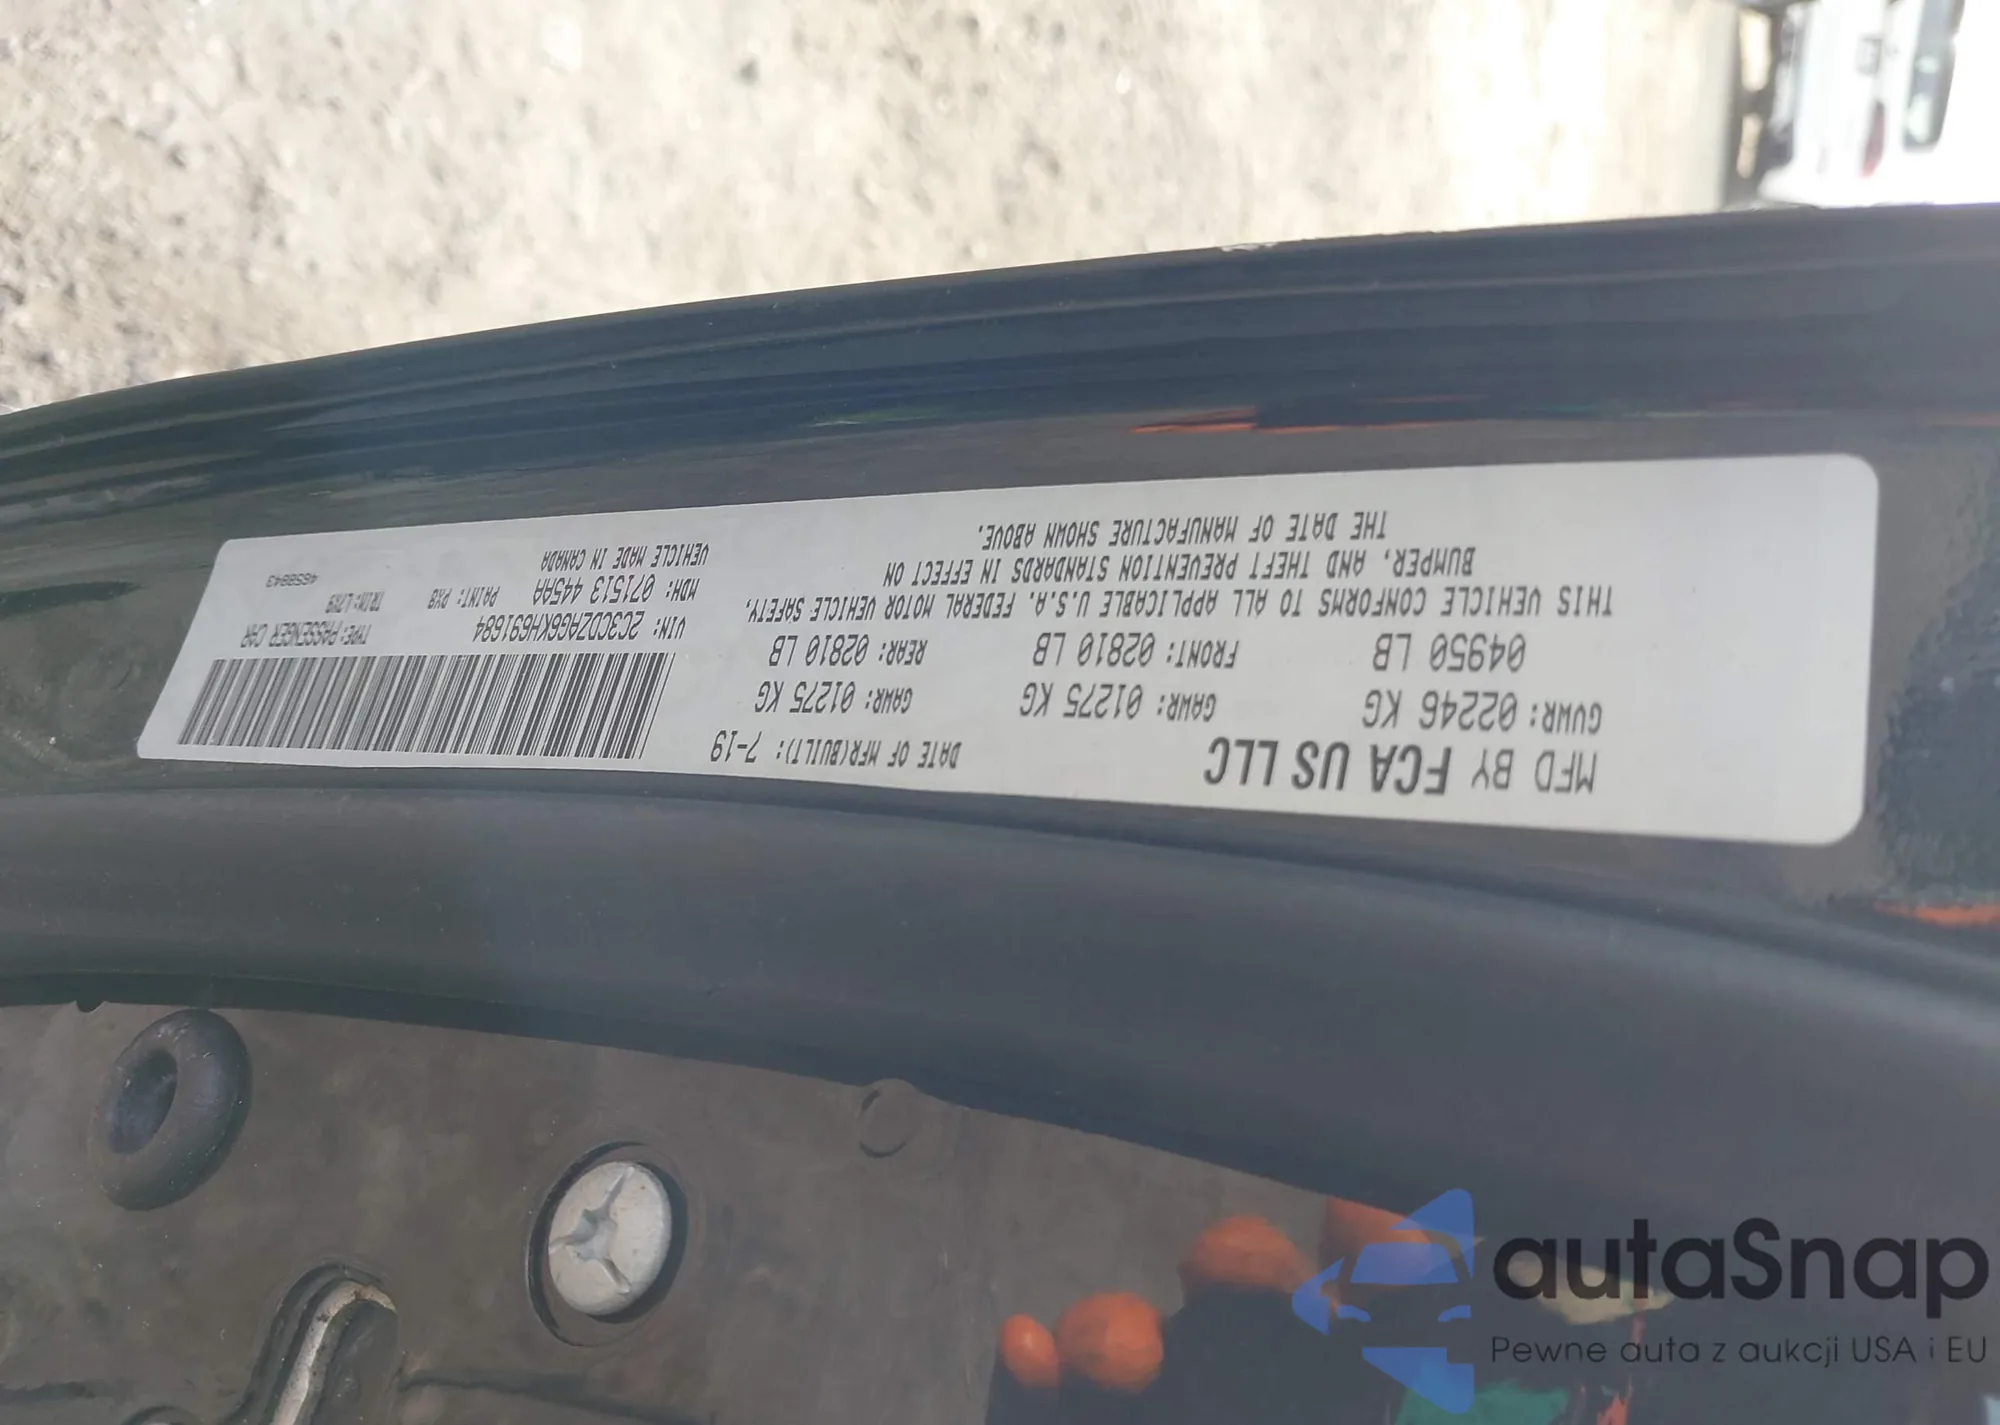 MFD BY FCA US LLC
DATE OF MFR(BUILT): 7-19
GVWR: 02246 KG
GAWR: 01275 KG
GAWR: 01275 KG
04950 LB
FRONT: 02810 LB
REAR: 02810 LB
THIS VEHICLE CONFORMS TO ALL APPLICABLE U.S.A. FEDERAL MOTOR VEHICLE SAFETY,
BUMPER, AND THEFT PREVENTION STANDARDS IN EFFECT ON
THE DATE OF MANUFACTURE SHOWN ABOVE.
VIN: 2C3CDZAG6KH691684
TYPE: PASSENGER CAR
MDH: 071513 445AA
PAINT: PX8
TRIM: L7X9
VEHICLE MADE IN CANADA
4658843
autaSnap
Pewne auta z aukcji USA i EU